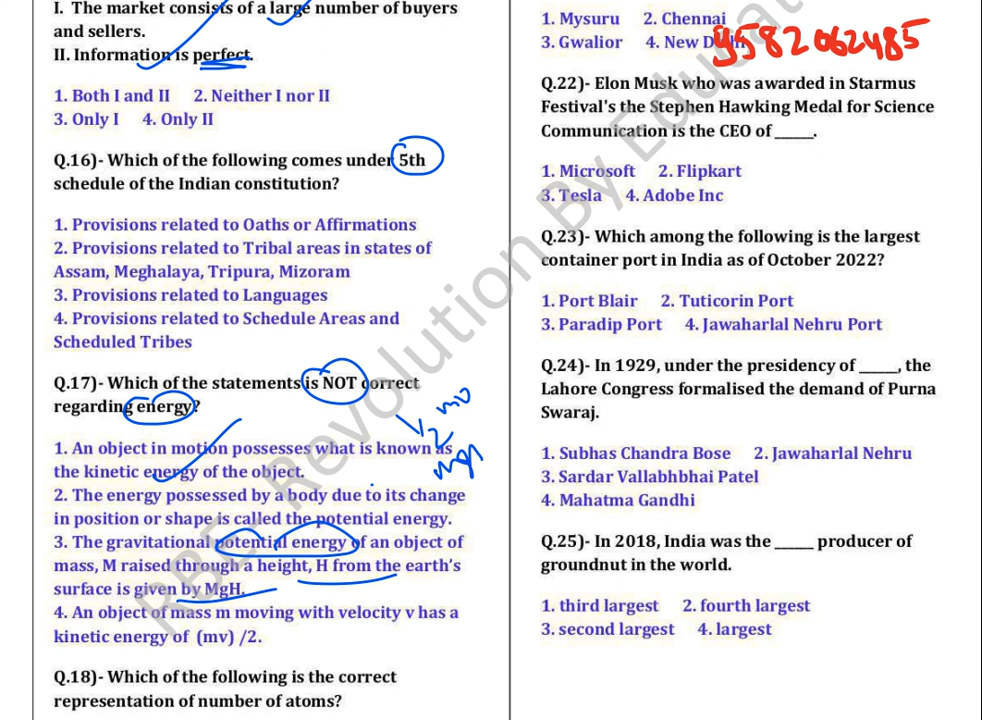 I. The market consists of a large number of buyers
and sellers.
II. Information is perfect.
1. Both I and II 2. Neither I nor II
3. Only I 4. Only II
Q.16)- Which of the following comes under 5th
schedule of the Indian constitution?
1. Provisions related to Oaths or Affirmations
2. Provisions related to Tribal areas in states of
Assam, Meghalaya, Tripura, Mizoram
3. Provisions related to Languages
4. Provisions related to Schedule Areas and
Scheduled Tribes
Q.17)- Which of the statements is NOT correct
regarding energy?
1. An object in motion possesses what is known as
the kinetic energy of the object.
2. The energy possessed by a body due to its change
in position or shape is called the potential energy.
3. The gravitational potential energy of an object of
mass, M raised through a height, H from the earth's
surface is given by MgH.
4. An object of mass m moving with velocity v has a
kinetic energy of (mv) /2.
Q.18)- Which of the following is the correct
representation of number of atoms?
1. Mysuru 2. Chennai
3. Gwalior 4. New Delhi
9582062485
Q.22)- Elon Musk who was awarded in Starmus
Festival's the Stephen Hawking Medal for Science
Communication is the CEO of _____.
1. Microsoft 2. Flipkart
3. Tesla 4. Adobe Inc
Q.23)- Which among the following is the largest
container port in India as of October 2022?
1. Port Blair 2. Tuticorin Port
3. Paradip Port 4. Jawaharlal Nehru Port
Q.24)- In 1929, under the presidency of _____, the
Lahore Congress formalised the demand of Purna
Swaraj.
1. Subhas Chandra Bose 2. Jawaharlal Nehru
3. Sardar Vallabhbhai Patel
4. Mahatma Gandhi
Q.25)- In 2018, India was the _____ producer of
groundnut in the world.
1. third largest 2. fourth largest
3. second largest 4. largest
RBE- Revolution By Educat